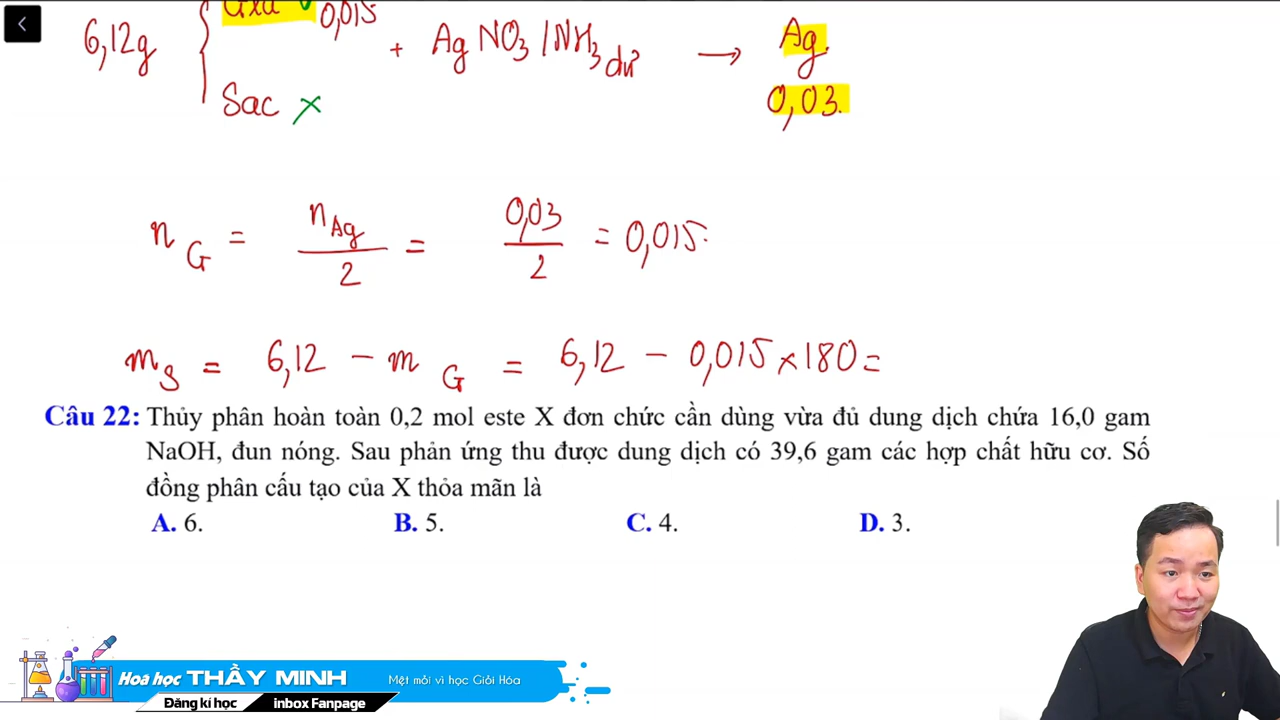 0,015
6,12g
+ AgNO3/NH3 dư → Ag.
Sac ×
0,03.
nG = nAg/2 = 0,03/2 = 0,015.
mS = 6,12 - mG = 6,12 - 0,015×180=
Câu 22: Thủy phân hoàn toàn 0,2 mol este X đơn chức cần dùng vừa đủ dung dịch chứa 16,0 gam
NaOH, đun nóng. Sau phản ứng thu được dung dịch có 39,6 gam các hợp chất hữu cơ. Số
đồng phân cấu tạo của X thỏa mãn là
A. 6. B. 5. C. 4. D. 3.
Hoá học THẦY MINH
Mệt mỏi vì học Giỏi Hóa
Đăng kí học inbox Fanpage